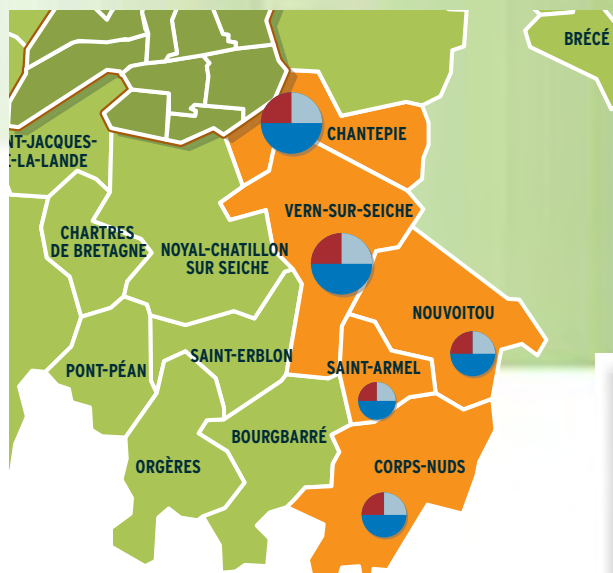 BRÉCÉ
CHANTEPIE
NT-JACQUES-
E-LA-LANDE
VERN-SUR-SEICHE
CHARTRES
DE BRETAGNE
NOYAL-CHATILLON
SUR SEICHE
NOUVOITOU
SAINT-ERBLON
PONT-PÉAN
SAINT-ARMEL
BOURGBARRÉ
ORGÈRES
CORPS-NUDS